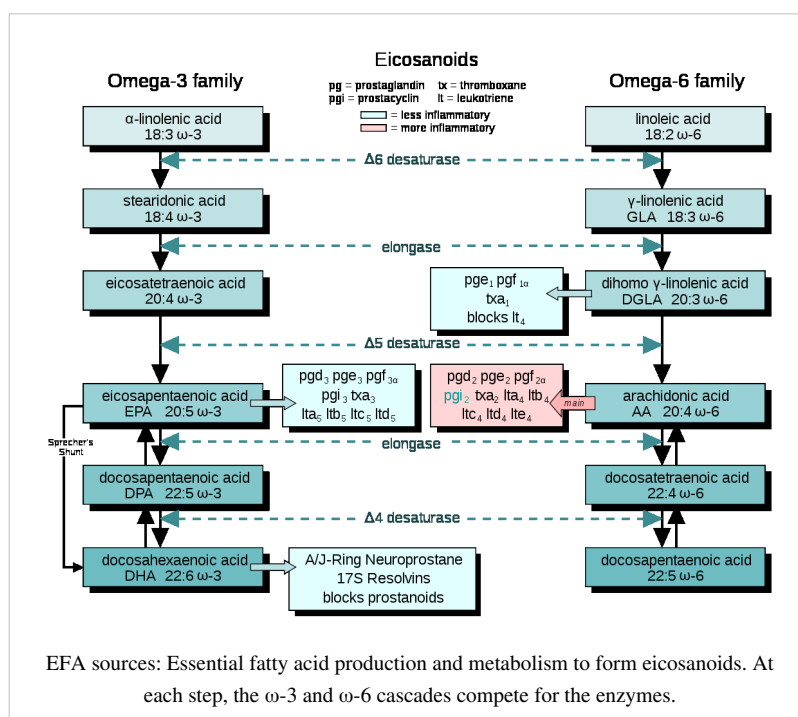 Eicosanoids
Omega-3 family
Omega-6 family
pg = prostaglandin tx = thromboxane
pgi = prostacyclin lt = leukotriene
= less inflammatory
= more inflammatory
α-linolenic acid
18:3 ω-3
linoleic acid
18:2 ω-6
Δ6 desaturase
stearidonic acid
18:4 ω-3
γ-linolenic acid
GLA 18:3 ω-6
elongase
eicosatetraenoic acid
20:4 ω-3
pge₁ pgf₁α
txa₁
blocks lt₄
dihomo γ-linolenic acid
DGLA 20:3 ω-6
Δ5 desaturase
eicosapentaenoic acid
EPA 20:5 ω-3
pgd₃ pge₃ pgf₃α
pgi₃ txa₃
lta₅ ltb₅ ltc₅ ltd₅
pgd₂ pge₂ pgf₂α
pgi₂ txa₂ lta₄ ltb₄
ltc₄ ltd₄ lte₄
main
arachidonic acid
AA 20:4 ω-6
Sprecher's
Shunt
elongase
docosapentaenoic acid
DPA 22:5 ω-3
docosatetraenoic acid
22:4 ω-6
Δ4 desaturase
docosahexaenoic acid
DHA 22:6 ω-3
A/J-Ring Neuroprostane
17S Resolvins
blocks prostanoids
docosapentaenoic acid
22:5 ω-6
EFA sources: Essential fatty acid production and metabolism to form eicosanoids. At
each step, the ω-3 and ω-6 cascades compete for the enzymes.